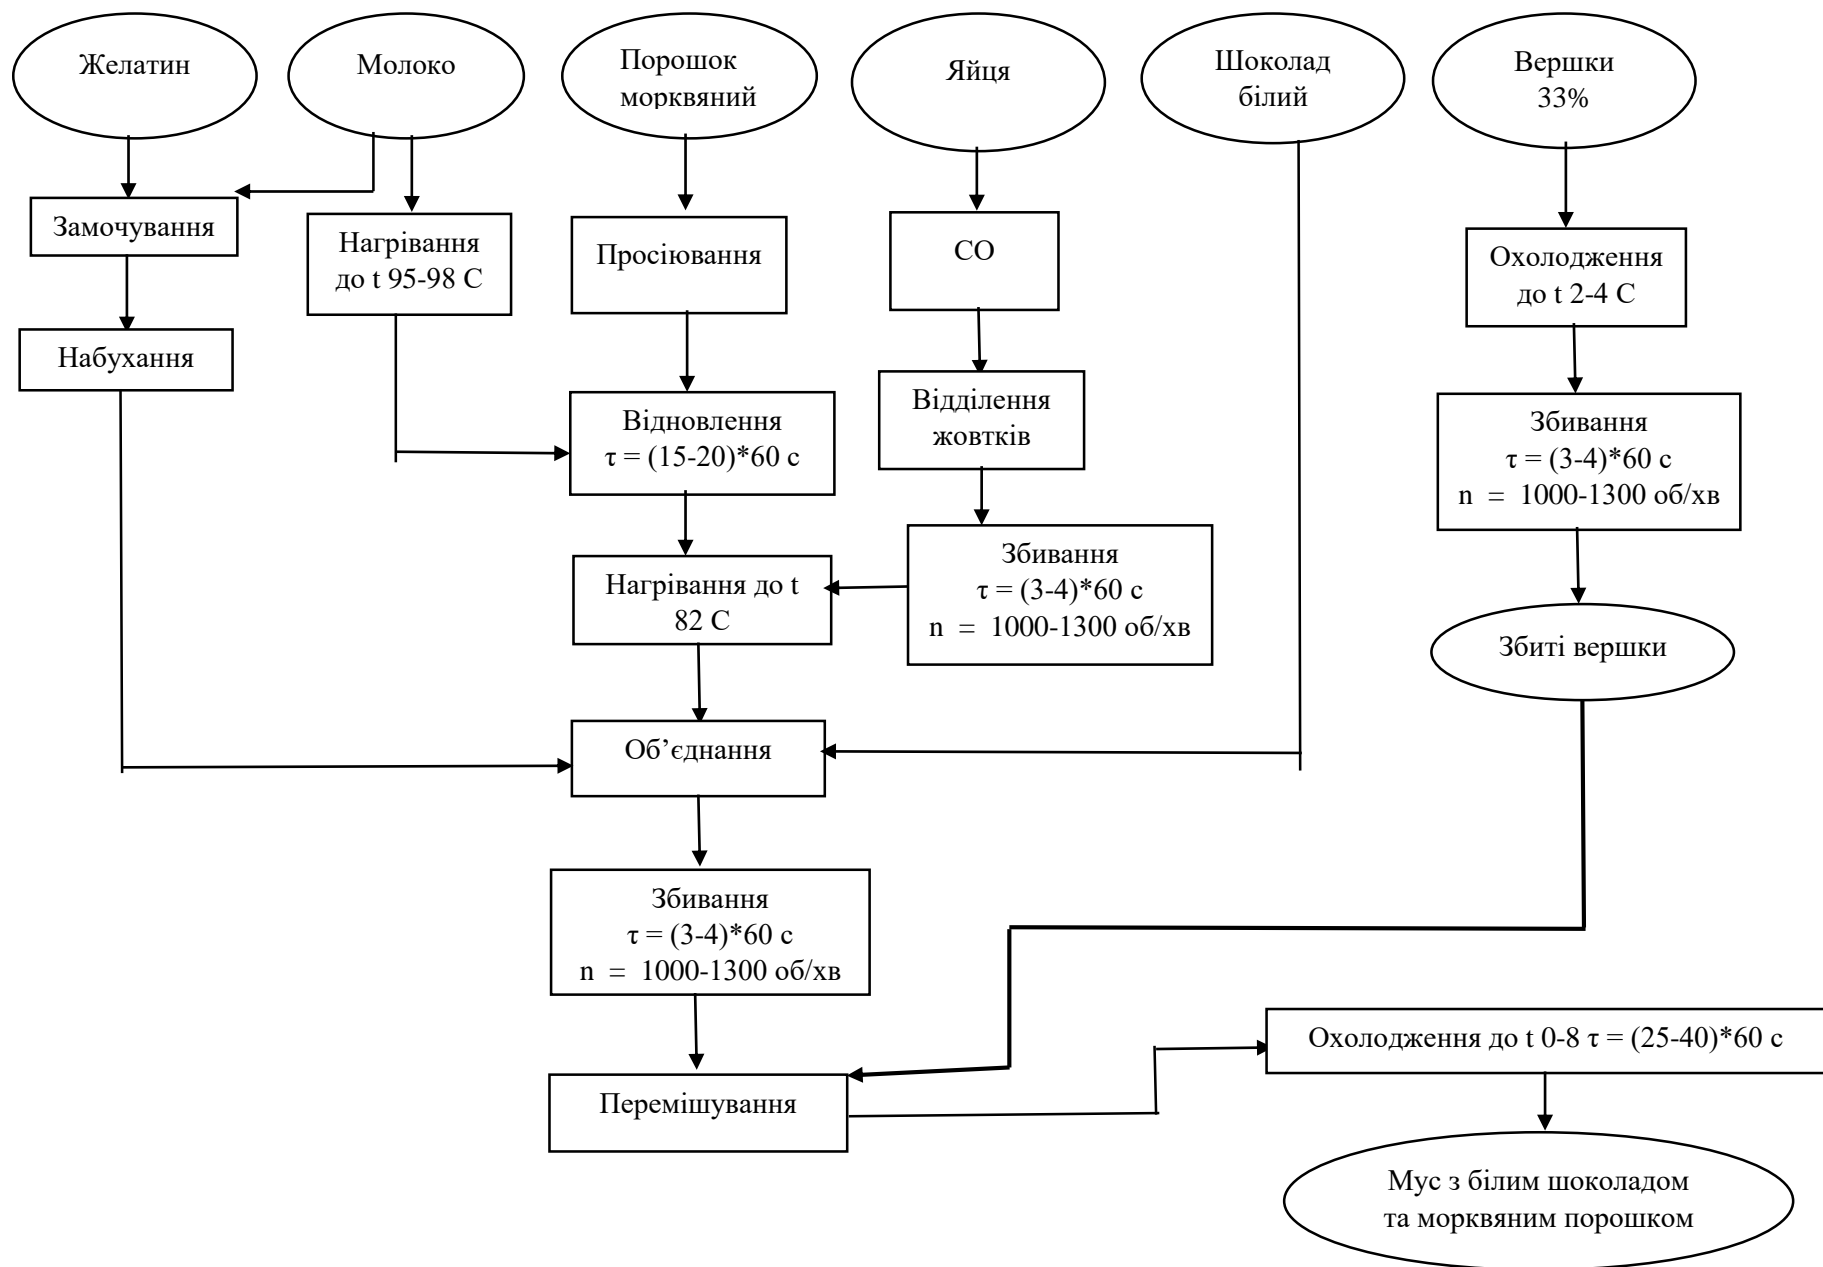 Желатин
Молоко
Порошок
морквяний
Яйця
Шоколад
білий
Вершки
33%
Замочування
Нагрівання
до t 95-98 С
Просіювання
СО
Охолодження
до t 2-4 С
Набухання
Відновлення
τ = (15-20)*60 с
Відділення
жовтків
Збивання
τ = (3-4)*60 с
n = 1000-1300 об/хв
Нагрівання до t
82 С
Збивання
τ = (3-4)*60 с
n = 1000-1300 об/хв
Збиті вершки
Об’єднання
Збивання
τ = (3-4)*60 с
n = 1000-1300 об/хв
Охолодження до t 0-8 τ = (25-40)*60 с
Перемішування
Мус з білим шоколадом
та морквяним порошком